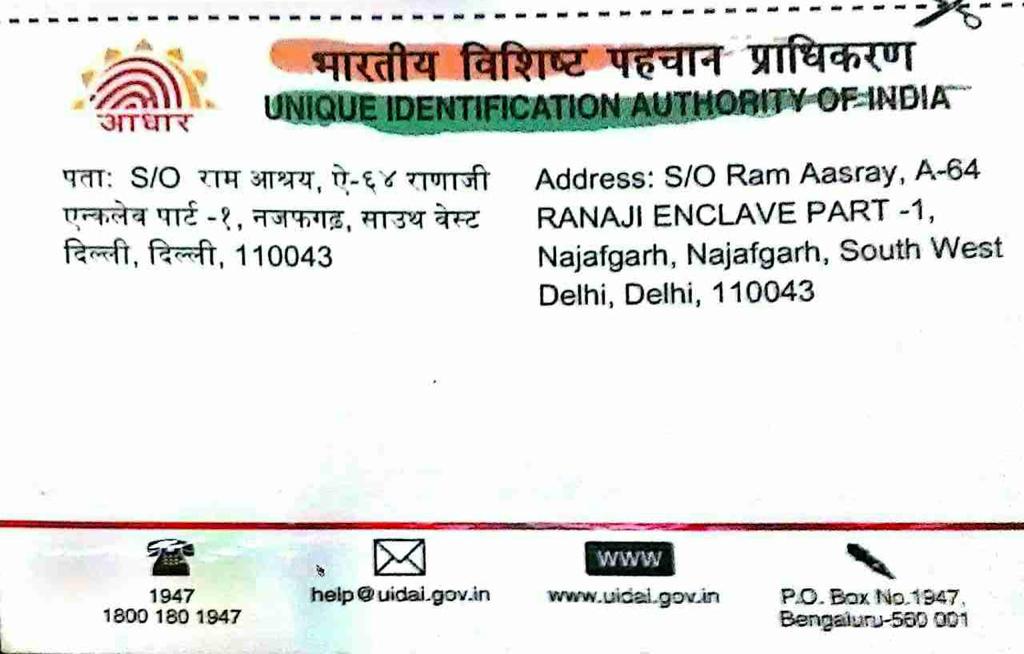 भारतीय विशिष्ट पहचान प्राधिकरण
UNIQUE IDENTIFICATION AUTHORITY OF INDIA
आधार
पता: S/O राम आश्रय, ऐ-६४ राणाजी
एन्कलेव पार्ट -१, नजफगढ़, साउथ वेस्ट
दिल्ली, दिल्ली, 110043
Address: S/O Ram Aasray, A-64
RANAJI ENCLAVE PART -1,
Najafgarh, Najafgarh, South West
Delhi, Delhi, 110043
1947
1800 180 1947
help@uidai.gov.in
WWW
www.uidai.gov.in
P.O. Box No.1947,
Bengaluru-560 001